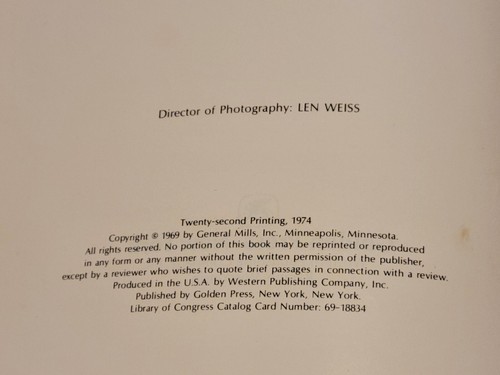 Director of Photography: LEN WEISS
Twenty-second Printing, 1974
Copyright © 1969 by General Mills, Inc., Minneapolis, Minnesota.
All rights reserved. No portion of this book may be reprinted or reproduced
in any form or any manner without the written permission of the publisher,
except by a reviewer who wishes to quote brief passages in connection with a review.
Produced in the U.S.A. by Western Publishing Company, Inc.
Published by Golden Press, New York, New York.
Library of Congress Catalog Card Number: 69-18834